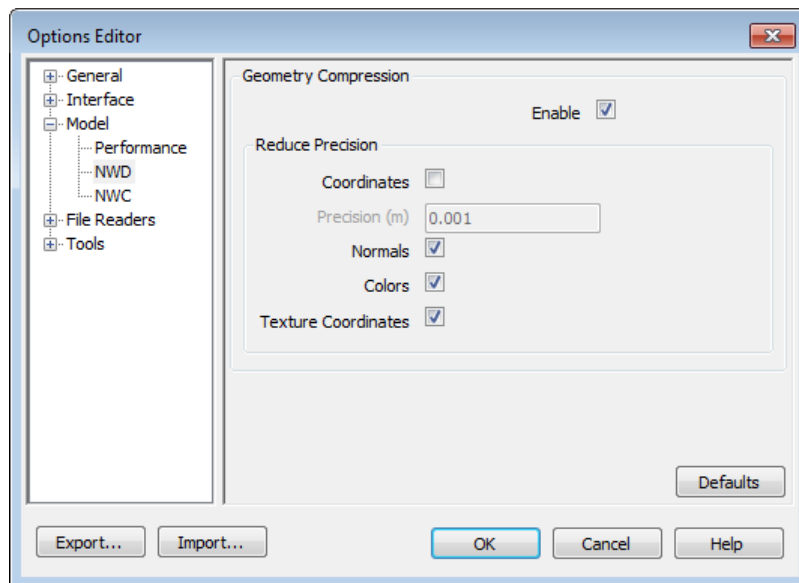 Options Editor
General
Interface
Model
Performance
NWD
NWC
File Readers
Tools
Geometry Compression
Enable
Reduce Precision
Coordinates
Precision (m) 0.001
Normals
Colors
Texture Coordinates
Defaults
Export... Import... OK Cancel Help